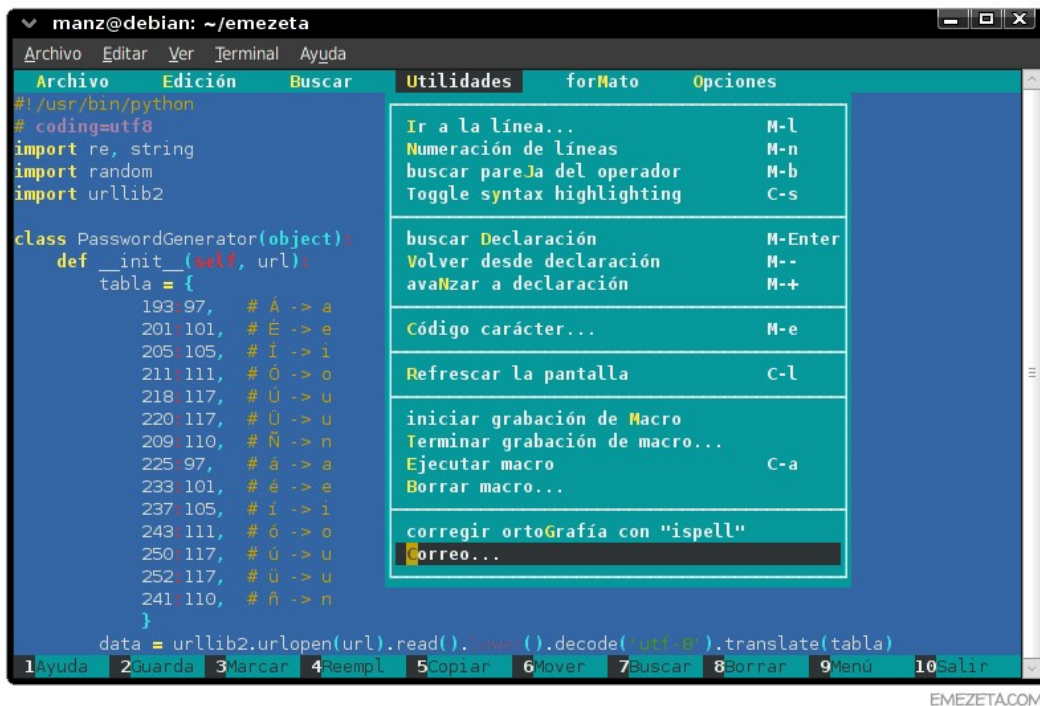 manz@debian: ~/emezeta
Archivo Editar Ver Terminal Ayuda
Archivo Edición Buscar Utilidades forMato Opciones
#!/usr/bin/python
# coding=utf8
import re, string
import random
import urllib2
class PasswordGenerator(object):
def __init__(self, url):
tabla = {
193:97, # Á -> a
201:101, # É -> e
205:105, # Í -> i
211:111, # Ó -> o
218:117, # Ú -> u
220:117, # Ü -> u
209:110, # Ñ -> n
225:97, # á -> a
233:101, # é -> e
237:105, # í -> i
243:111, # ó -> o
250:117, # ú -> u
252:117, # ü -> u
241:110, # ñ -> n
}
data = urllib2.urlopen(url).read().lower().decode('utf-8').translate(tabla)
Ir a la línea... M-l
Numeración de líneas M-n
buscar pareJa del operador M-b
Toggle syntax highlighting C-s
buscar Declaración M-Enter
Volver desde declaración M--
avaNzar a declaración M-+
Código carácter... M-e
Refrescar la pantalla C-l
iniciar grabación de Macro
Terminar grabación de macro...
Ejecutar macro C-a
Borrar macro...
corregir ortoGrafía con "ispell"
Correo...
1Ayuda 2Guarda 3Marcar 4Reempl 5Copiar 6Mover 7Buscar 8Borrar 9Menú 10Salir
EMEZETA.COM